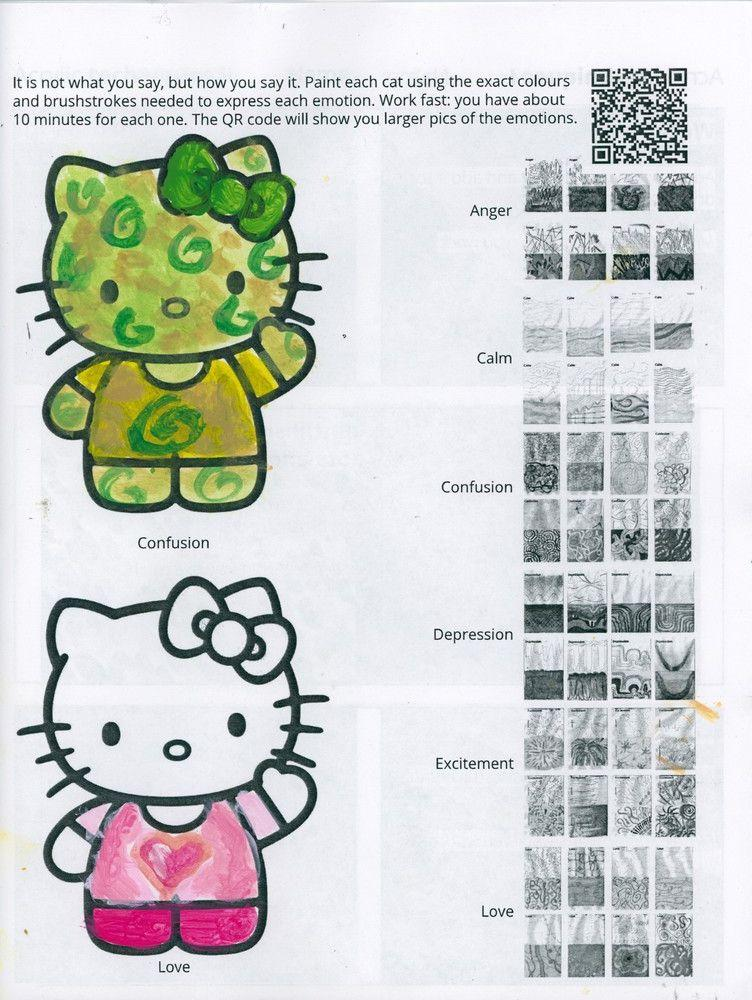 It is not what you say, but how you say it. Paint each cat using the exact colours
and brushstrokes needed to express each emotion. Work fast: you have about
10 minutes for each one. The QR code will show you larger pics of the emotions.
Anger
Calm
Confusion
Confusion
Depression
Excitement
Love
Love